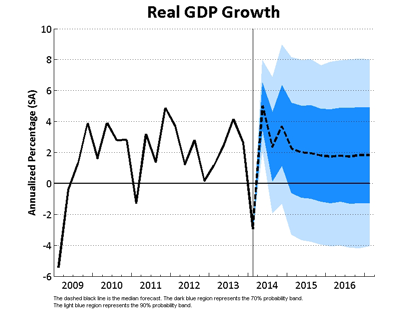 Real GDP Growth
Annualized Percentage (SA)
10
8
6
4
2
0
-2
-4
-6
2009 2010 2011 2012 2013 2014 2015 2016
The dashed black line is the median forecast. The dark blue region represents the 70% probability band.
The light blue region represents the 90% probability band.